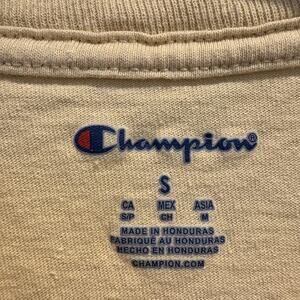 Champion®
S
CA MEX ASIA
S/P CH M
MADE IN HONDURAS
FABRIQUÉ AU HONDURAS
HECHO EN HONDURAS
CHAMPION.COM